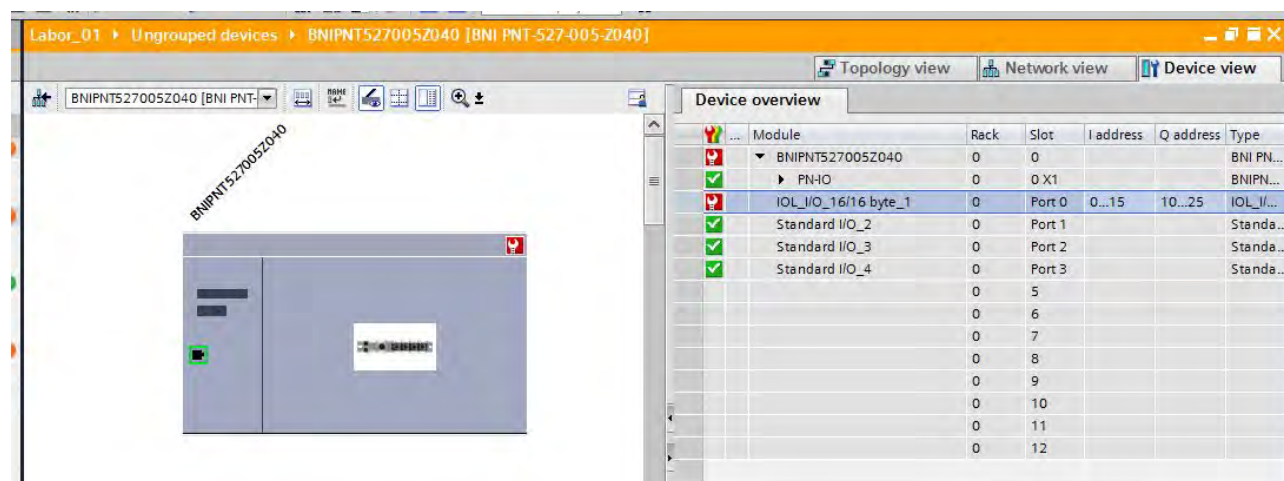 Labor_01 ▸ Ungrouped devices ▸ BNIPNT527005Z040 [BNI PNT-527-005-Z040]
Topology view Network view Device view
BNIPNT527005Z040 [BNI PNT- NAME
Device overview
... Module Rack Slot I address Q address Type
BNIPNT527005Z040 0 0 BNI PN...
PN-IO 0 0 X1 BNIPN...
IOL_I/O_16/16 byte_1 0 Port 0 0...15 10...25 IOL_I/...
Standard I/O_2 0 Port 1 Standa...
Standard I/O_3 0 Port 2 Standa...
Standard I/O_4 0 Port 3 Standa...
0 5
0 6
0 7
0 8
0 9
0 10
0 11
0 12
BNIPNT527005Z040